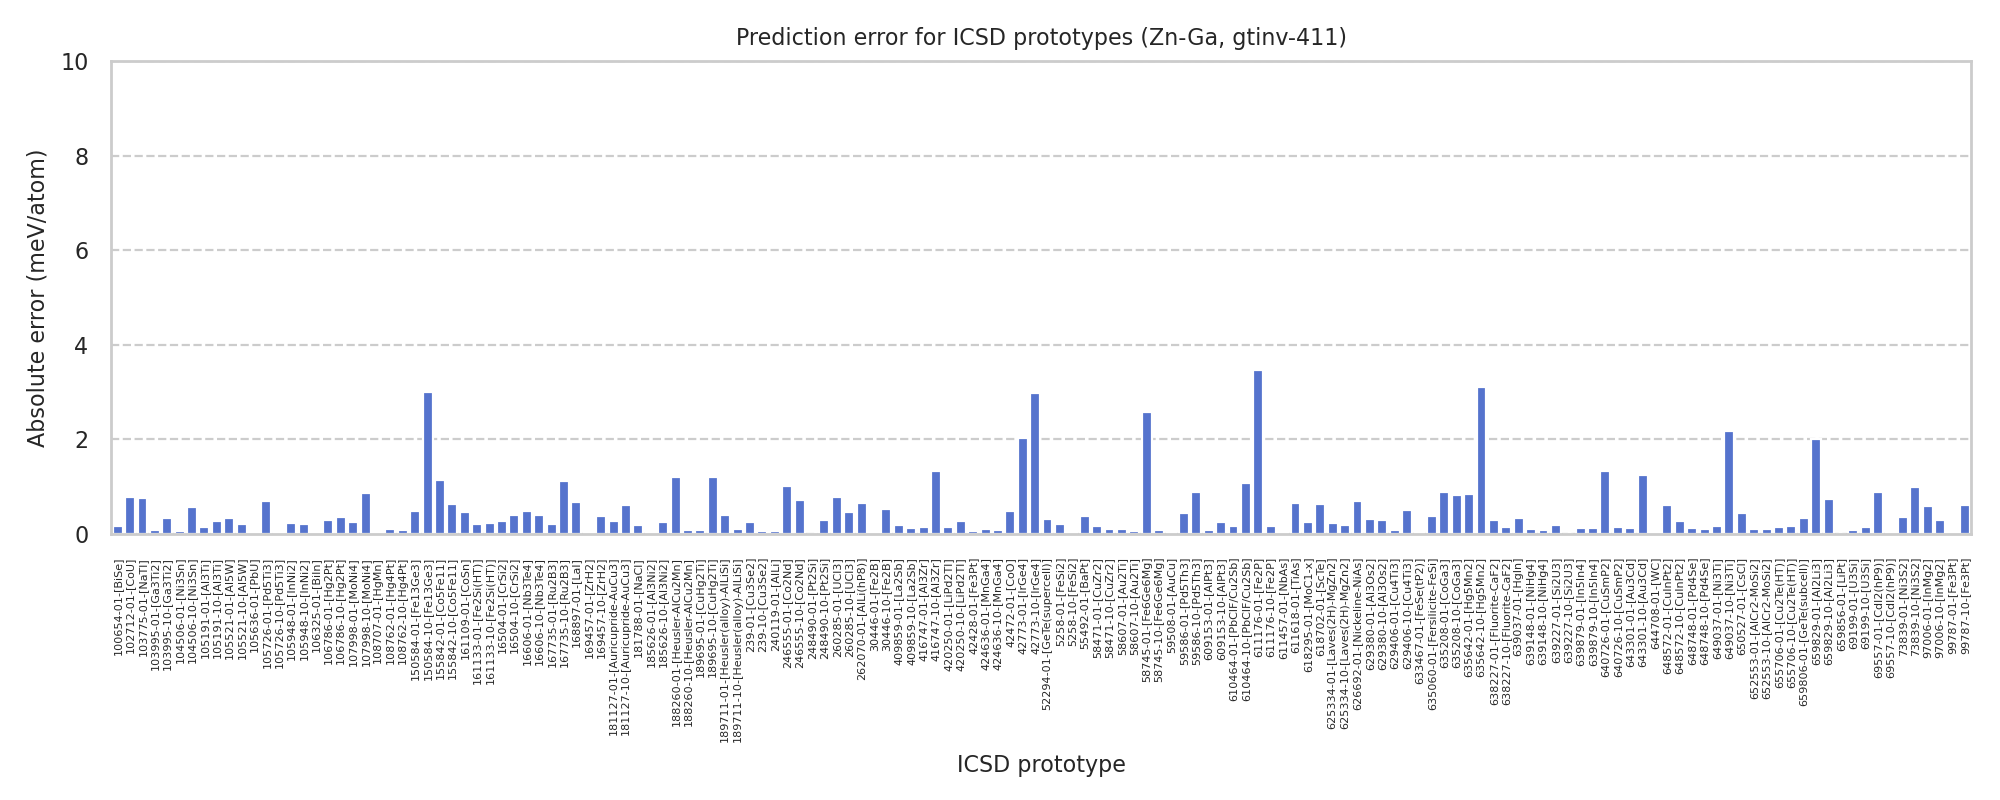 Prediction error for ICSD prototypes (Zn-Ga, gtinv-411)
Absolute error (meV/atom)
10
8
6
4
2
0
100654-01-[BiSe]
102712-01-[CoU]
103775-01-[NaTl]
103995-01-[Ga3Ti2]
103995-10-[Ga3Ti2]
104506-01-[Ni3Sn]
104506-10-[Ni3Sn]
105191-01-[Al3Ti]
105191-10-[Al3Ti]
105521-01-[Al5W]
105521-10-[Al5W]
105636-01-[PbU]
105726-01-[Pd5Ti3]
105726-10-[Pd5Ti3]
105948-01-[InNi2]
105948-10-[InNi2]
106325-01-[BiIn]
106786-01-[Hg2Pt]
106786-10-[Hg2Pt]
107998-01-[MoNi4]
107998-10-[MoNi4]
108707-01-[HgMn]
108762-01-[Hg4Pt]
108762-10-[Hg4Pt]
150584-01-[Fe13Ge3]
150584-10-[Fe13Ge3]
155842-01-[Co5Fe11]
155842-10-[Co5Fe11]
161109-01-[CoSn]
161133-01-[Fe2Si(HT)]
161133-10-[Fe2Si(HT)]
16504-01-[CrSi2]
16504-10-[CrSi2]
16606-01-[Nb3Te4]
16606-10-[Nb3Te4]
167735-01-[Ru2B3]
167735-10-[Ru2B3]
168897-01-[LaI]
169457-01-[ZrH2]
169457-10-[ZrH2]
181127-01-[Auricupride-AuCu3]
181127-10-[Auricupride-AuCu3]
181788-01-[NaCl]
185626-01-[Al3Ni2]
185626-10-[Al3Ni2]
188260-01-[Heusler-AlCu2Mn]
188260-10-[Heusler-AlCu2Mn]
189695-01-[CuHg2Ti]
189695-10-[CuHg2Ti]
189711-01-[Heusler(alloy)-AlLiSi]
189711-10-[Heusler(alloy)-AlLiSi]
239-01-[Cu3Se2]
239-10-[Cu3Se2]
240119-01-[AlLi]
246555-01-[Co2Nd]
246555-10-[Co2Nd]
248490-01-[Pt2Si]
248490-10-[Pt2Si]
260285-01-[UCl3]
260285-10-[UCl3]
262070-01-[AlLi(hP8)]
30446-01-[Fe2B]
30446-10-[Fe2B]
409859-01-[La2Sb]
409859-10-[La2Sb]
416747-01-[Al3Zr]
416747-10-[Al3Zr]
420250-01-[LiPd2Tl]
420250-10-[LiPd2Tl]
42428-01-[Fe3Pt]
424636-01-[MnGa4]
424636-10-[MnGa4]
42472-01-[CoO]
42773-01-[IrGe4]
42773-10-[IrGe4]
52294-01-[GeTe(supercell)]
5258-01-[FeSi2]
5258-10-[FeSi2]
55492-01-[BaPt]
58471-01-[CuZr2]
58471-10-[CuZr2]
58607-01-[Au2Ti]
58607-10-[Au2Ti]
58745-01-[Fe6Ge6Mg]
58745-10-[Fe6Ge6Mg]
59508-01-[AuCu]
59586-01-[Pd5Th3]
59586-10-[Pd5Th3]
609153-01-[AlPt3]
609153-10-[AlPt3]
610464-01-[PbClF/Cu2Sb]
610464-10-[PbClF/Cu2Sb]
611176-01-[Fe2P]
611176-10-[Fe2P]
611457-01-[NbAs]
611618-01-[TiAs]
618295-01-[MoC1-x]
618702-01-[ScTe]
625334-01-[Laves(2H)-MgZn2]
625334-10-[Laves(2H)-MgZn2]
626692-01-[Nickeline-NiAs]
629380-01-[Al3Os2]
629380-10-[Al3Os2]
629406-01-[Cu4Ti3]
629406-10-[Cu4Ti3]
633467-01-[FeSe(tP2)]
635060-01-[Fersilicite-FeSi]
635208-01-[CoGa3]
635208-10-[CoGa3]
635642-01-[Hg5Mn2]
635642-10-[Hg5Mn2]
638227-01-[Fluorite-CaF2]
638227-10-[Fluorite-CaF2]
639037-01-[HgIn]
639148-01-[NiHg4]
639148-10-[NiHg4]
639227-01-[Si2U3]
639227-10-[Si2U3]
639879-01-[In5In4]
639879-10-[In5In4]
640726-01-[CuSmP2]
640726-10-[CuSmP2]
643301-01-[Au3Cd]
643301-10-[Au3Cd]
644708-01-[WC]
648572-01-[CuInPt2]
648572-10-[CuInPt2]
648748-01-[Pd4Se]
648748-10-[Pd4Se]
649037-01-[Ni3Ti]
649037-10-[Ni3Ti]
650527-01-[CsCl]
652553-01-[AlCr2-MoSi2]
652553-10-[AlCr2-MoSi2]
655706-01-[Cu2Te(HT)]
655706-10-[Cu2Te(HT)]
659806-01-[GeTe(subcell)]
659829-01-[Al2Li3]
659829-10-[Al2Li3]
659856-01-[LiPt]
69199-01-[U3Si]
69199-10-[U3Si]
69557-01-[CdI2(hP9)]
69557-10-[CdI2(hP9)]
73839-01-[Ni3S2]
73839-10-[Ni3S2]
97006-01-[InMg2]
97006-10-[InMg2]
99787-01-[Fe3Pt]
99787-10-[Fe3Pt]
ICSD prototype